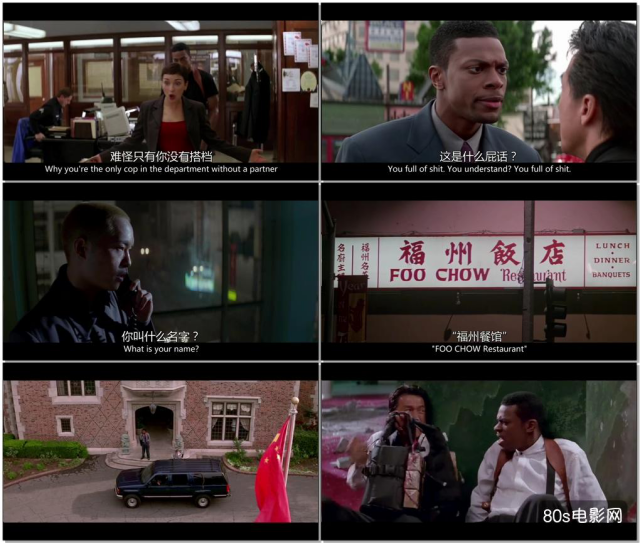 难怪只有你没有搭档
Why you're the only cop in the department without a partner
这是什么屁话？
You full of shit. You understand? You full of shit.
你叫什么名字？
What is your name?
福州飯店
FOO CHOW Restaurant
LUNCH
•
DINNER
•
BANQUETS
“福州餐馆”
"FOO CHOW Restaurant"
80s电影网